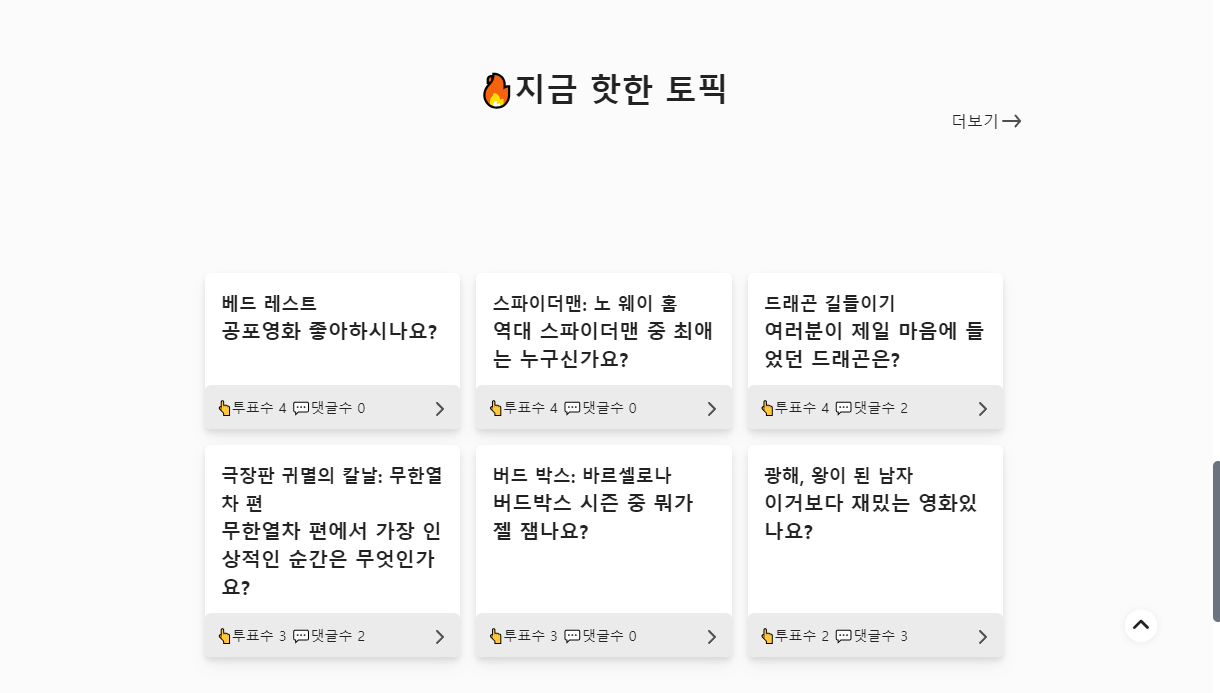 지금 핫한 토픽
더보기
베드 레스트
공포영화 좋아하시나요?
투표수 4 댓글수 0
스파이더맨: 노 웨이 홈
역대 스파이더맨 중 최애
는 누구신가요?
투표수 4 댓글수 0
드래곤 길들이기
여러분이 제일 마음에 들
었던 드래곤은?
투표수 4 댓글수 2
극장판 귀멸의 칼날: 무한열
차 편
무한열차 편에서 가장 인
상적인 순간은 무엇인가
요?
투표수 3 댓글수 2
버드 박스: 바르셀로나
버드박스 시즌 중 뭐가
젤 잼나요?
투표수 3 댓글수 0
광해, 왕이 된 남자
이거보다 재밌는 영화있
나요?
투표수 2 댓글수 3